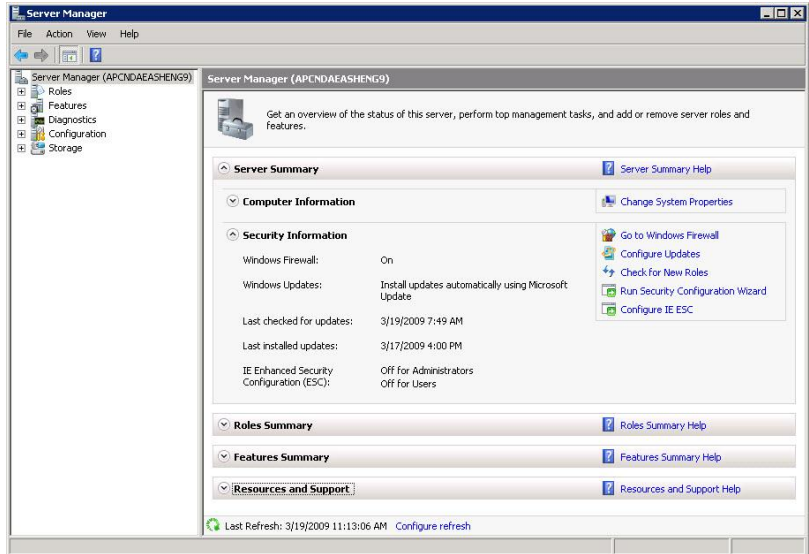 Server Manager
File Action View Help
Server Manager (APCNDAEASHENG9)
Roles
Features
Diagnostics
Configuration
Storage
Server Manager (APCNDAEASHENG9)
Get an overview of the status of this server, perform top management tasks, and add or remove server roles and
features.
Server Summary
Server Summary Help
Computer Information
Change System Properties
Security Information
Go to Windows Firewall
Windows Firewall: On
Configure Updates
Check for New Roles
Windows Updates: Install updates automatically using Microsoft
Update
Run Security Configuration Wizard
Configure IE ESC
Last checked for updates: 3/19/2009 7:49 AM
Last installed updates: 3/17/2009 4:00 PM
IE Enhanced Security Off for Administrators
Configuration (ESC): Off for Users
Roles Summary
Roles Summary Help
Features Summary
Features Summary Help
Resources and Support
Resources and Support Help
Last Refresh: 3/19/2009 11:13:06 AM Configure refresh